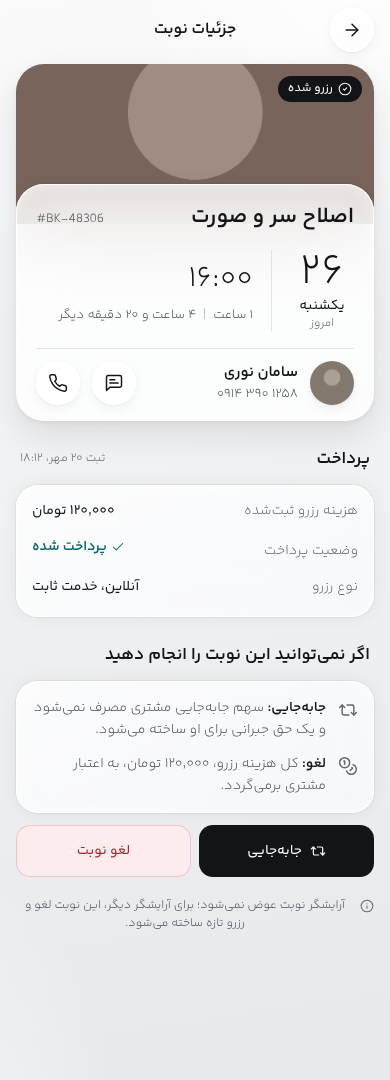 جزئیات نوبت
رزرو شده
اصلاح سر و صورت
#BK-48306
۲۶
یکشنبه
امروز
۱۶:۰۰
۱ ساعت | ۴ ساعت و ۲۰ دقیقه دیگر
سامان نوری
۰۹۱۴ ۳۹۰ ۱۲۵۸
پرداخت
ثبت ۲۰ مهر، ۱۸:۱۲
هزینه رزرو ثبت‌شده
۱۲۰,۰۰۰ تومان
وضعیت پرداخت
پرداخت شده
نوع رزرو
آنلاین، خدمت ثابت
اگر نمی‌توانید این نوبت را انجام دهید
جابه‌جایی: سهم جابه‌جایی مشتری مصرف نمی‌شود
و یک حق جبرانی برای او ساخته می‌شود.
لغو: کل هزینه رزرو، ۱۲۰,۰۰۰ تومان، به اعتبار
مشتری برمی‌گردد.
جابه‌جایی
لغو نوبت
آرایشگر نوبت عوض نمی‌شود؛ برای آرایشگر دیگر، این نوبت لغو و
رزرو تازه ساخته می‌شود.